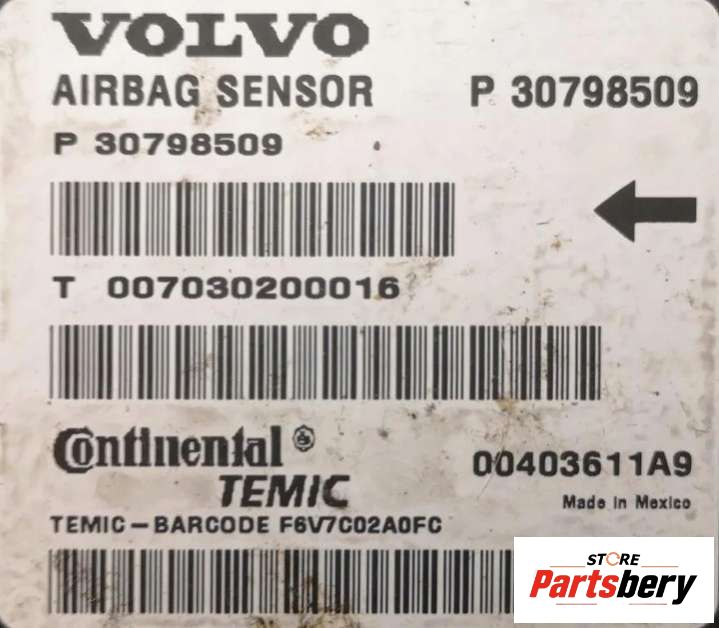 VOLVO
AIRBAG SENSOR P 30798509
P 30798509
T 007030200016
Continental
TEMIC
00403611A9
Made in Mexico
TEMIC-BARCODE F6V7C02A0FC
STORE
Partsbery